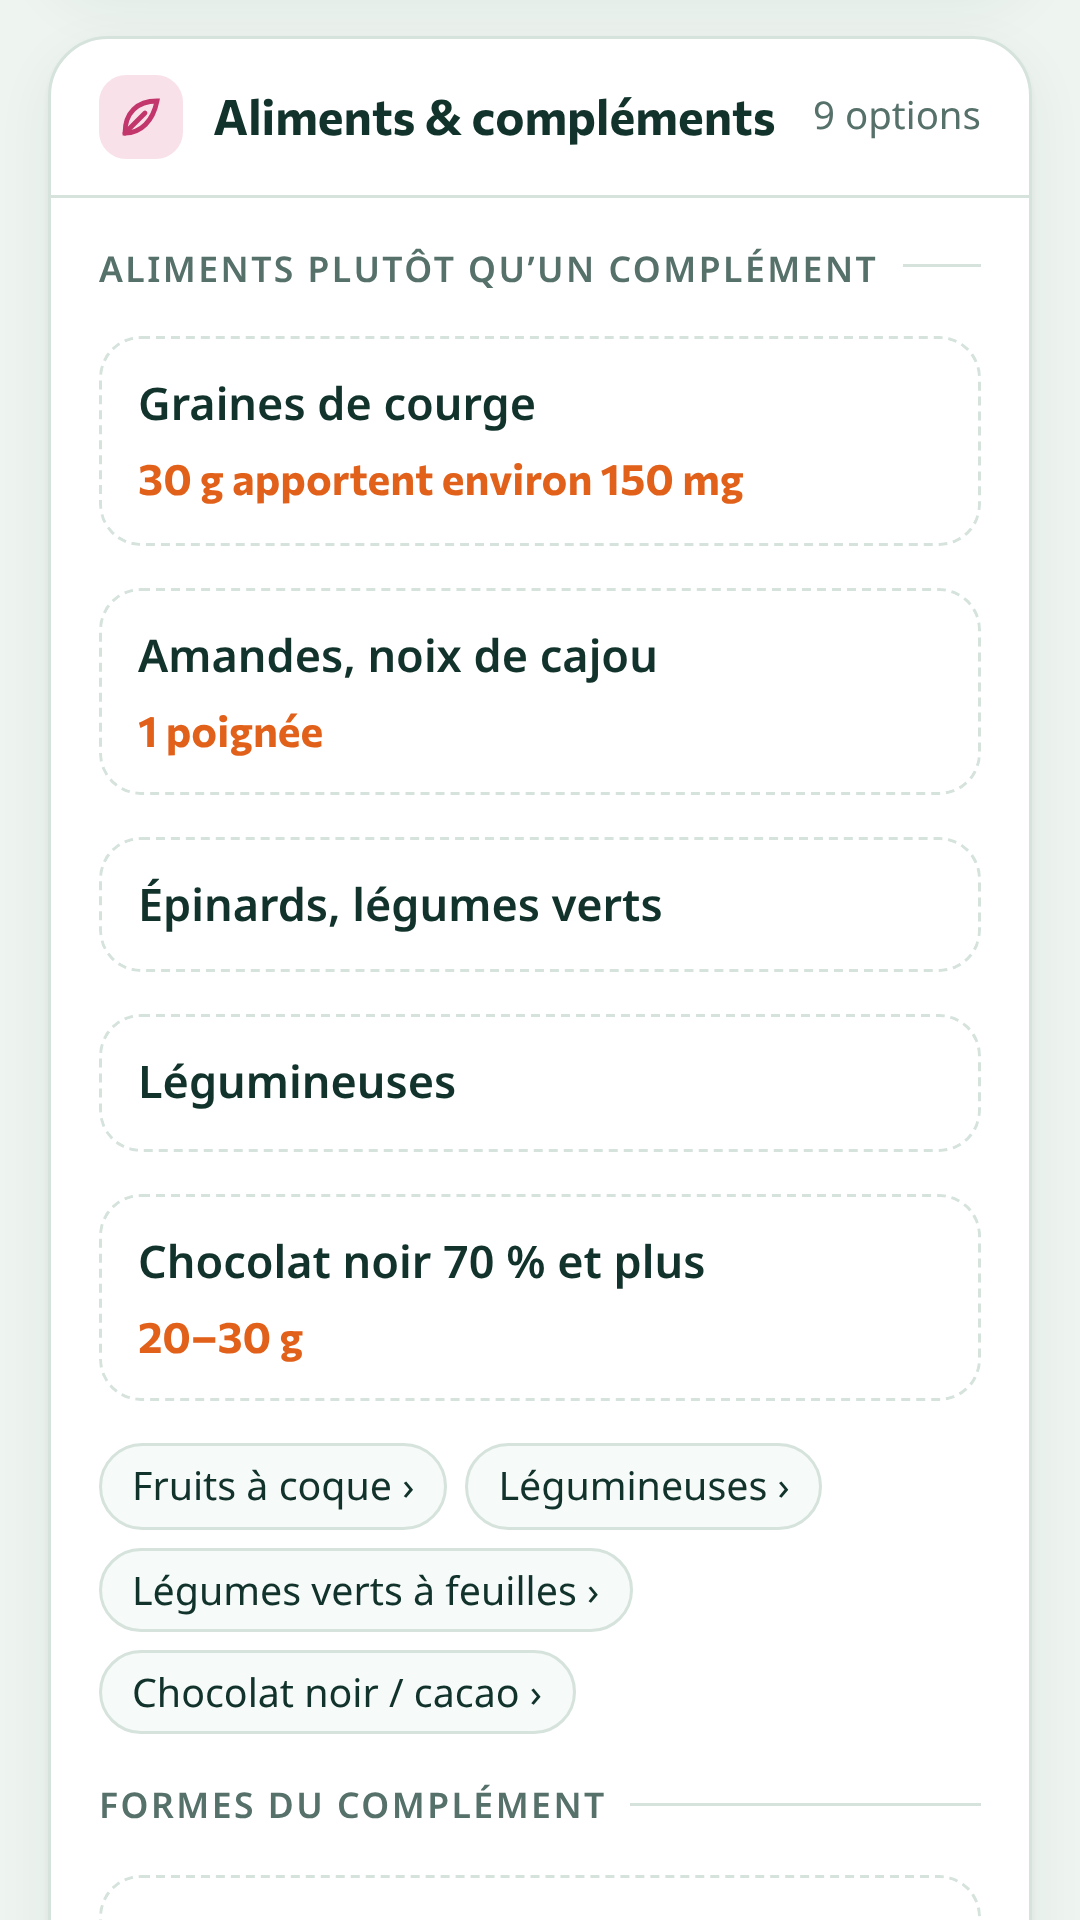 Aliments & compléments
9 options
ALIMENTS PLUTÔT QU’UN COMPLÉMENT
Graines de courge
30 g apportent environ 150 mg
Amandes, noix de cajou
1 poignée
Épinards, légumes verts
Légumineuses
Chocolat noir 70 % et plus
20–30 g
Fruits à coque ›
Légumineuses ›
Légumes verts à feuilles ›
Chocolat noir / cacao ›
FORMES DU COMPLÉMENT